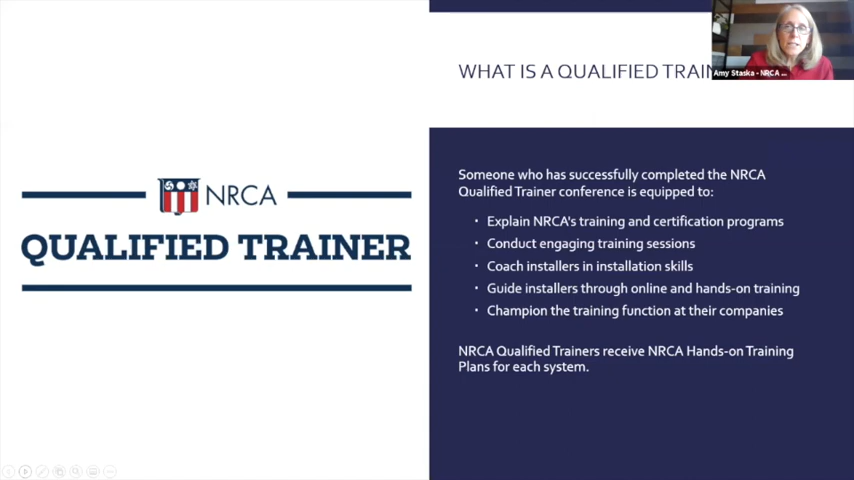 WHAT IS A QUALIFIED TRAIN
Amy Staska - NRCA ...
NRCA
QUALIFIED TRAINER
Someone who has successfully completed the NRCA
Qualified Trainer conference is equipped to:
• Explain NRCA's training and certification programs
• Conduct engaging training sessions
• Coach installers in installation skills
• Guide installers through online and hands-on training
• Champion the training function at their companies
NRCA Qualified Trainers receive NRCA Hands-on Training
Plans for each system.